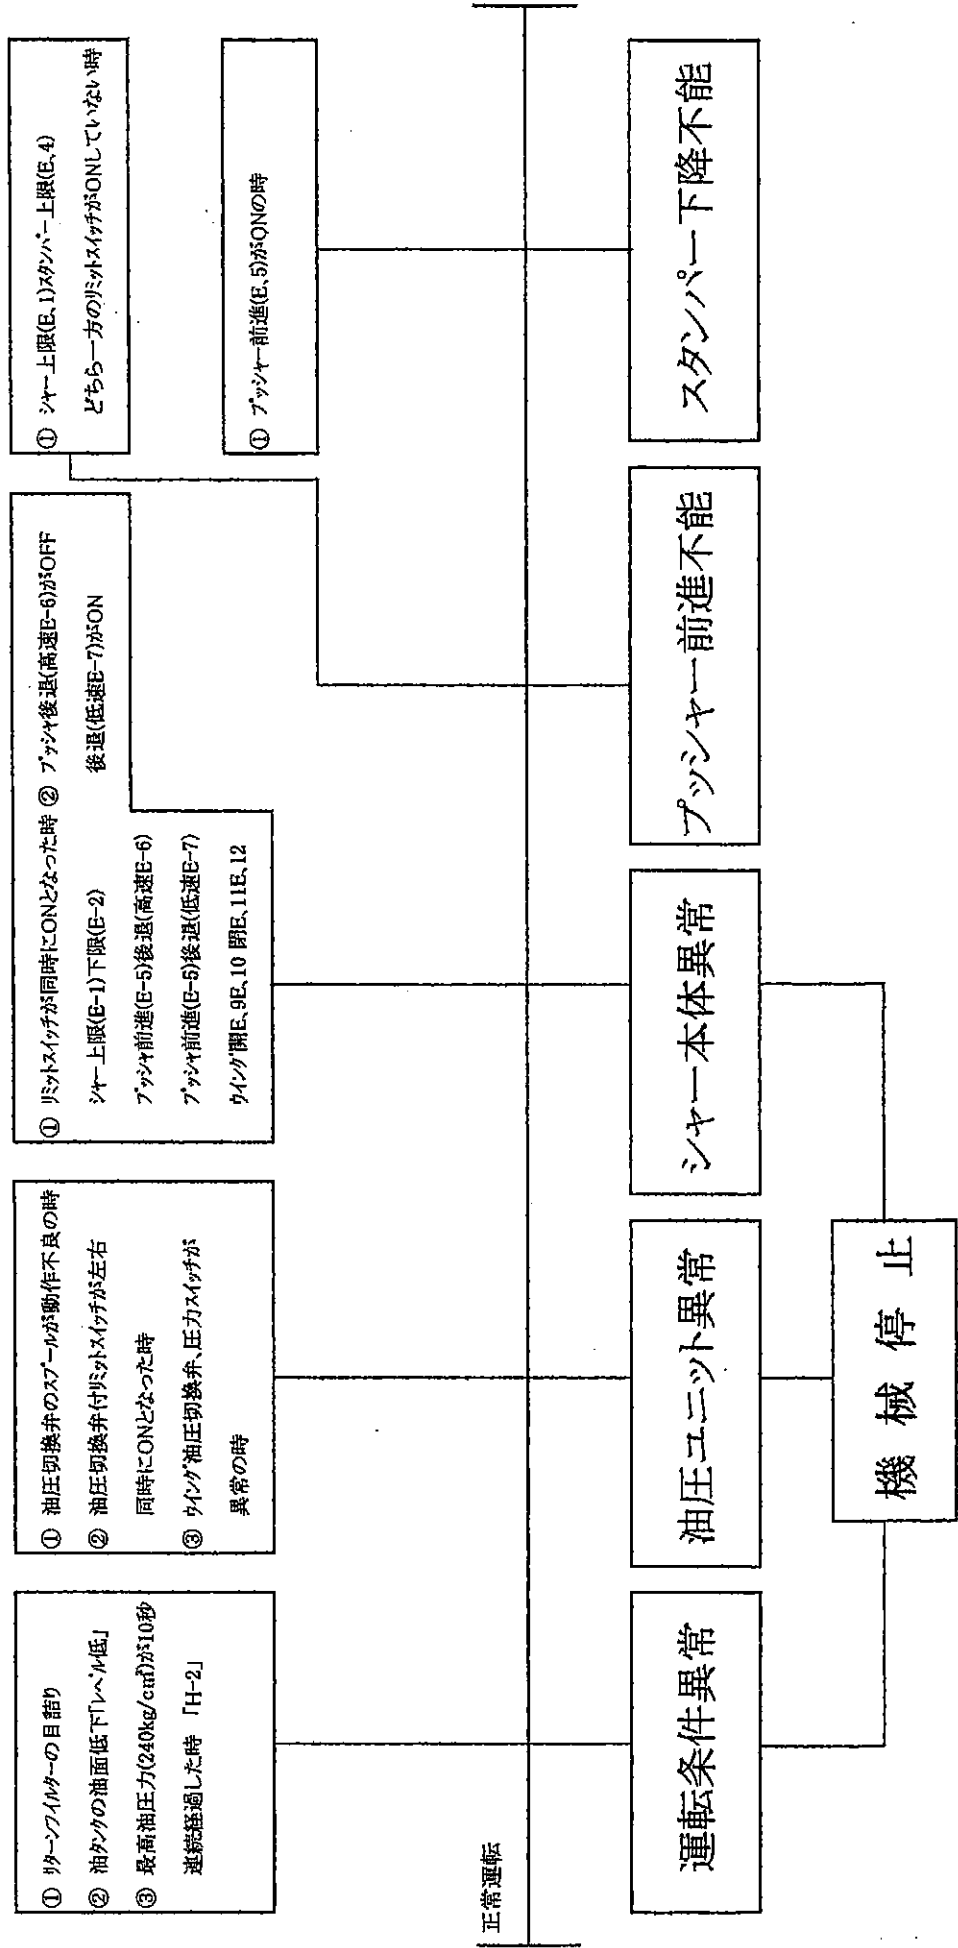 ① リターンフィルターの目詰り
② 油タンクの油面低下「レベル低」
③ 最高油圧力(240kg/c㎡)が10秒
連続経過した時 「H-2」
① 油圧切換弁のスプールが動作不良の時
② 油圧切換弁付リミットスイッチが左右
同時にONとなった時
③ ウイング油圧切換弁、圧力スイッチが
異常の時
① リミットスイッチが同時にONとなった時 ② プッシャ後退(高速E-6)がOFF
シャー上限(E-1)下限(E-2) 後退(低速E-7)がON
プッシャ前進(E-5)後退(高速E-6)
プッシャ前進(E-5)後退(低速E-7)
ウイング開E、9E、10 閉E、11E、12
① シャー上限(E、1)スタンパー上限(E、4)
どちら一方のリミットスイッチがONしていない時
① プッシャー前進(E、5)がONの時
正常運転
運転条件異常
油圧ユニット異常
シャー本体異常
プッシャー前進不能
スタンパー下降不能
機 械 停 止